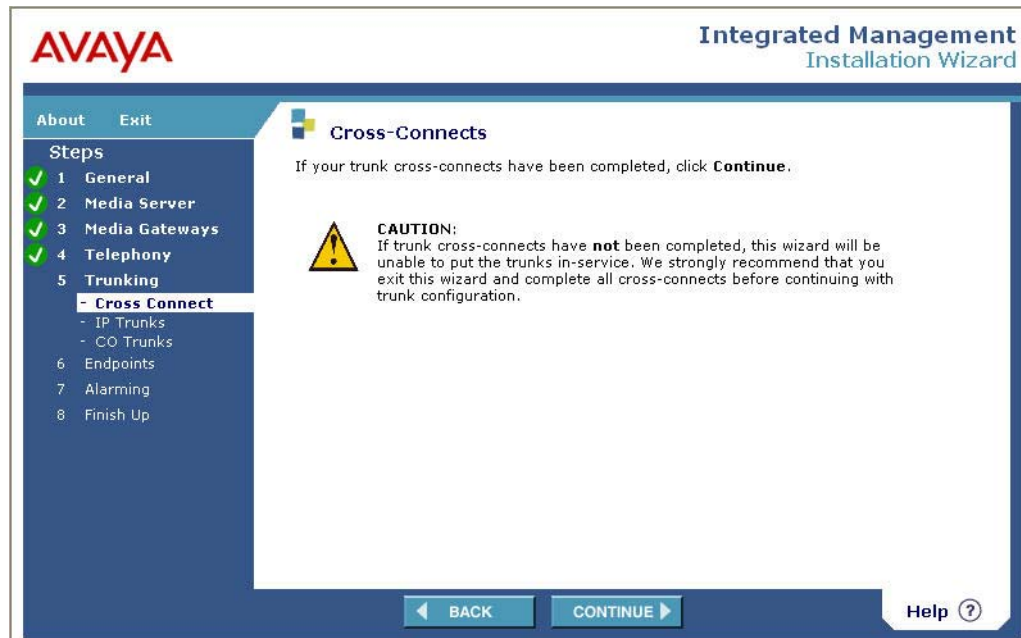 AVAYA
Integrated Management
Installation Wizard
About Exit
Steps
1 General
2 Media Server
3 Media Gateways
4 Telephony
5 Trunking
- Cross Connect
- IP Trunks
- CO Trunks
6 Endpoints
7 Alarming
8 Finish Up
Cross-Connects
If your trunk cross-connects have been completed, click Continue.
CAUTION:
If trunk cross-connects have not been completed, this wizard will be
unable to put the trunks in-service. We strongly recommend that you
exit this wizard and complete all cross-connects before continuing with
trunk configuration.
BACK
CONTINUE
Help ?